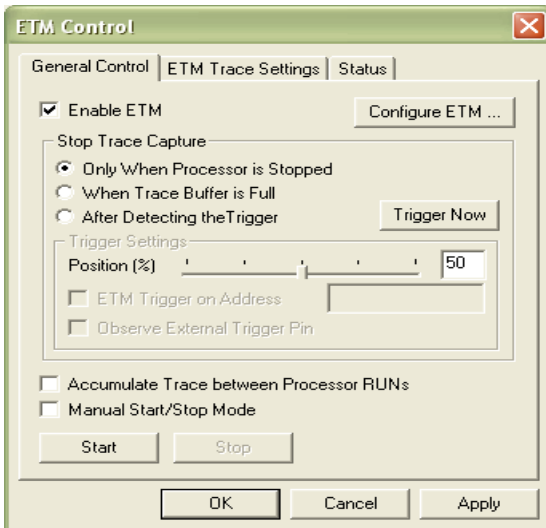 ETM Control
General Control ETM Trace Settings Status
Enable ETM Configure ETM ...
Stop Trace Capture
Only When Processor is Stopped
When Trace Buffer is Full
After Detecting theTrigger Trigger Now
Trigger Settings
Position (%) 50
ETM Trigger on Address
Observe External Trigger Pin
Accumulate Trace between Processor RUNs
Manual Start/Stop Mode
Start Stop
OK Cancel Apply